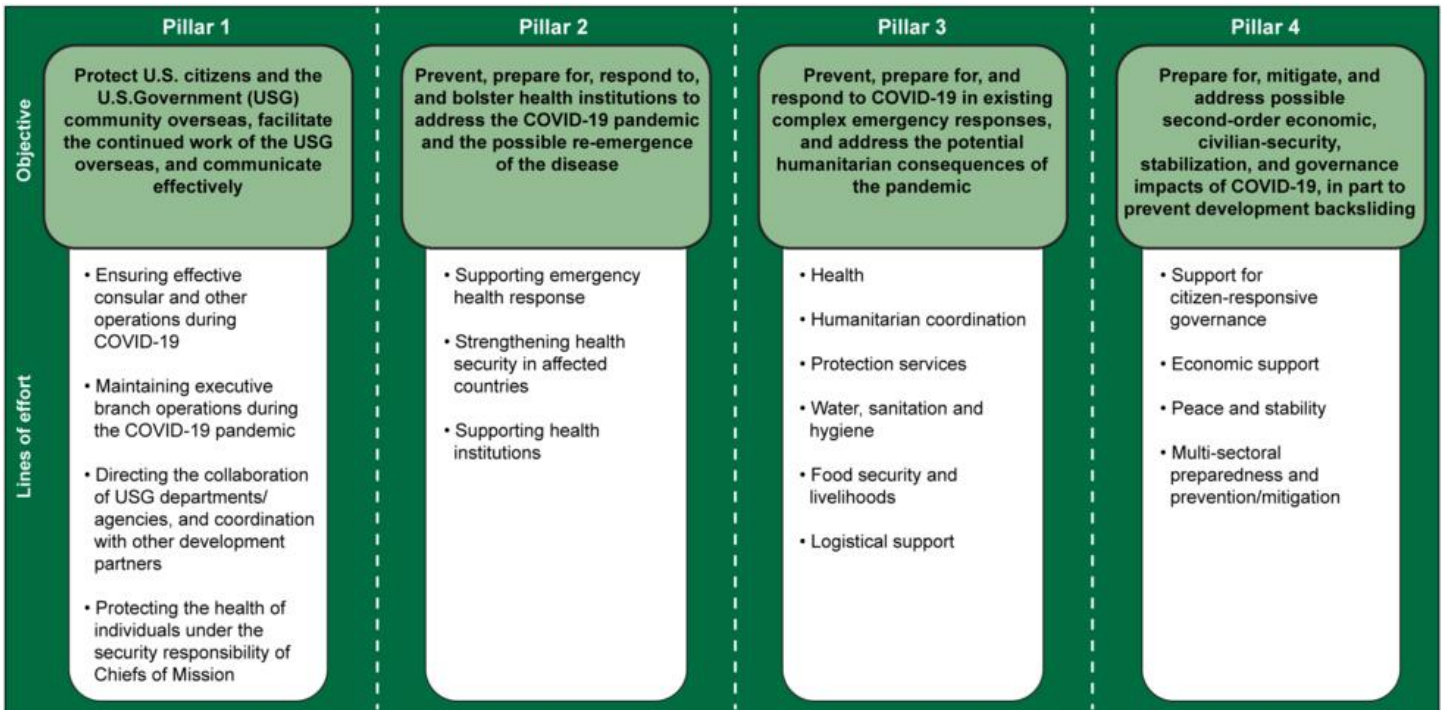 Pillar 1
Protect U.S. citizens and the
U.S.Government (USG)
community overseas, facilitate
the continued work of the USG
overseas, and communicate
effectively
• Ensuring effective
consular and other
operations during
COVID-19
• Maintaining executive
branch operations during
the COVID-19 pandemic
• Directing the collaboration
of USG departments/
agencies, and coordination
with other development
partners
• Protecting the health of
individuals under the
security responsibility of
Chiefs of Mission
Pillar 2
Prevent, prepare for, respond to,
and bolster health institutions to
address the COVID-19 pandemic
and the possible re-emergence
of the disease
• Supporting emergency
health response
• Strengthening health
security in affected
countries
• Supporting health
institutions
Pillar 3
Prevent, prepare for, and
respond to COVID-19 in existing
complex emergency responses,
and address the potential
humanitarian consequences of
the pandemic
• Health
• Humanitarian coordination
• Protection services
• Water, sanitation and
hygiene
• Food security and
livelihoods
• Logistical support
Pillar 4
Prepare for, mitigate, and
address possible
second-order economic,
civilian-security,
stabilization, and governance
impacts of COVID-19, in part to
prevent development backsliding
• Support for
citizen-responsive
governance
• Economic support
• Peace and stability
• Multi-sectoral
preparedness and
prevention/mitigation
Objective
Lines of effort